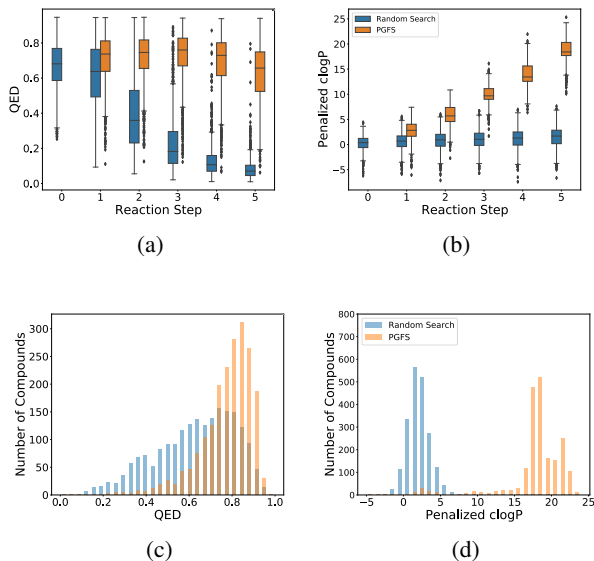 QED
0.8
0.6
0.4
0.2
0.0
0 1 2 3 4 5
Reaction Step
(a)
Penalized clogP
25
20
15
10
5
0
−5
Random Search
PGFS
0 1 2 3 4 5
Reaction Step
(b)
Number of Compounds
300
250
200
150
100
50
0
0.0 0.2 0.4 0.6 0.8 1.0
QED
(c)
Number of Compounds
800
700
600
500
400
300
200
100
0
Random Search
PGFS
−5 0 5 10 15 20 25
Penalized clogP
(d)